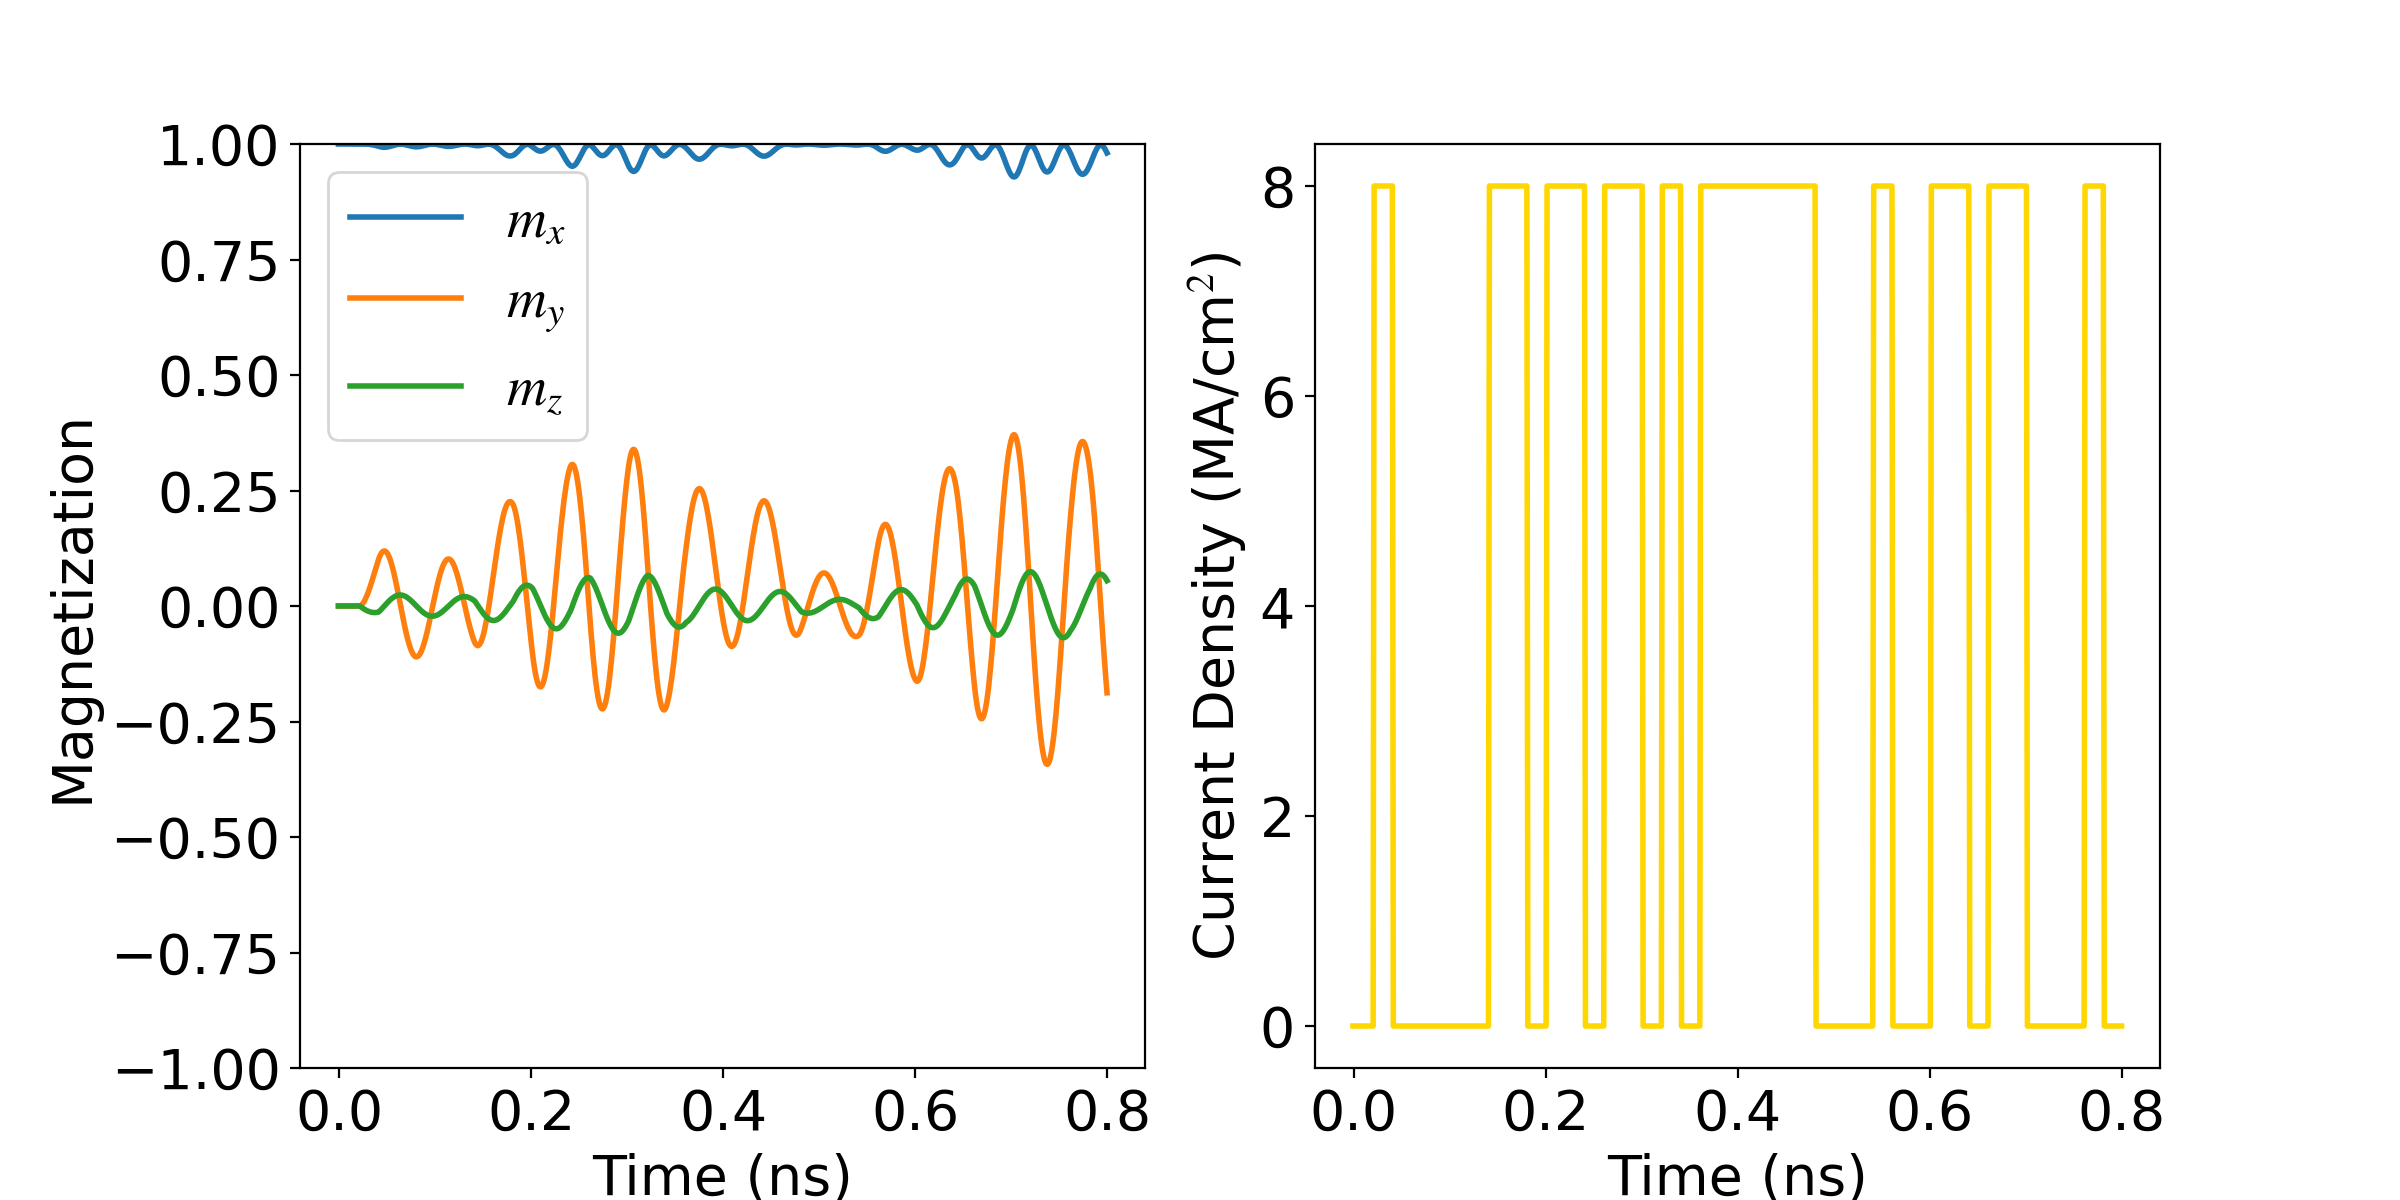 1.00
0.75
0.50
0.25
0.00
−0.25
−0.50
−0.75
−1.00
Magnetization
m_x
m_y
m_z
0.0 0.2 0.4 0.6 0.8
Time (ns)
8
6
4
2
0
Current Density (MA/cm²)
0.0 0.2 0.4 0.6 0.8
Time (ns)